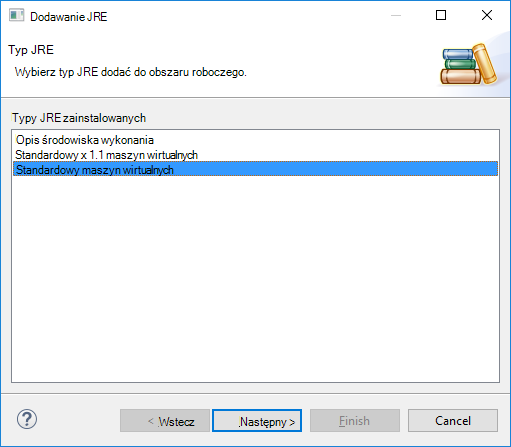 Dodawanie JRE
Typ JRE
Wybierz typ JRE dodać do obszaru roboczego.
Typy JRE zainstalowanych
Opis środowiska wykonania
Standardowy x 1.1 maszyn wirtualnych
Standardowy maszyn wirtualnych
? < Wstecz Następny > Finish Cancel